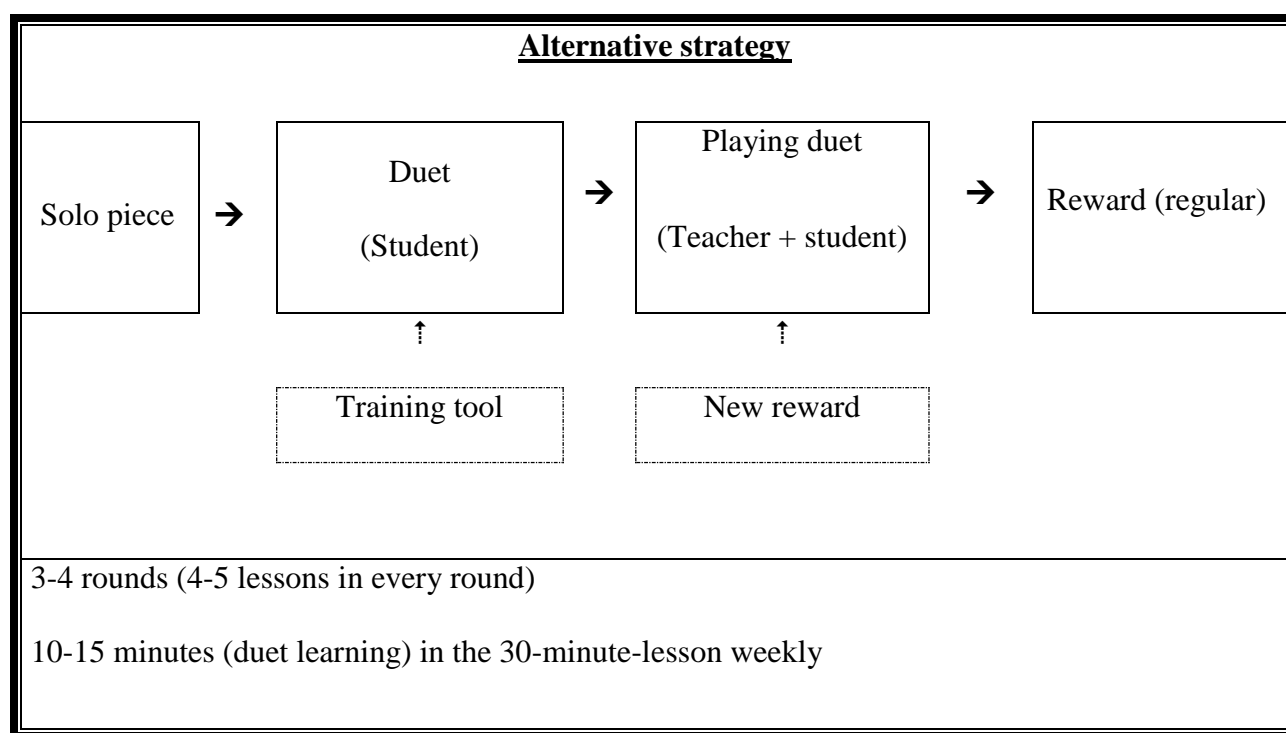 Alternative strategy
Solo piece
➔
Duet
(Student)
➔
Playing duet
(Teacher + student)
➔
Reward (regular)
⇡
⇡
Training tool
New reward
3-4 rounds (4-5 lessons in every round)
10-15 minutes (duet learning) in the 30-minute-lesson weekly